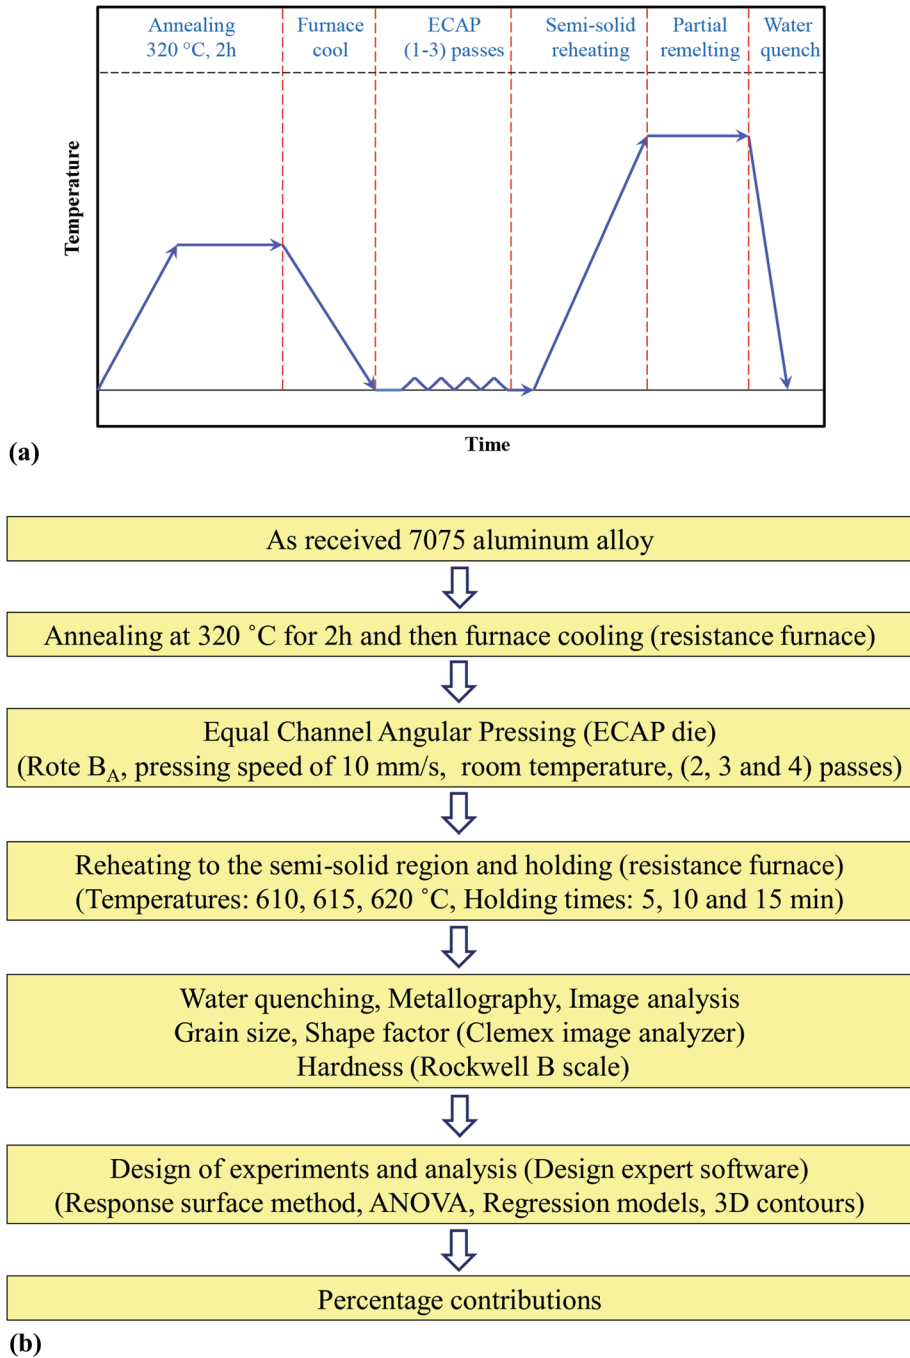 Annealing
320 °C, 2h
Furnace
cool
ECAP
(1-3) passes
Semi-solid
reheating
Partial
remelting
Water
quench
Temperature
Time
(a)
As received 7075 aluminum alloy
Annealing at 320 ˚C for 2h and then furnace cooling (resistance furnace)
Equal Channel Angular Pressing (ECAP die)
(Rote BA, pressing speed of 10 mm/s, room temperature, (2, 3 and 4) passes)
Reheating to the semi-solid region and holding (resistance furnace)
(Temperatures: 610, 615, 620 ˚C, Holding times: 5, 10 and 15 min)
Water quenching, Metallography, Image analysis
Grain size, Shape factor (Clemex image analyzer)
Hardness (Rockwell B scale)
Design of experiments and analysis (Design expert software)
(Response surface method, ANOVA, Regression models, 3D contours)
Percentage contributions
(b)